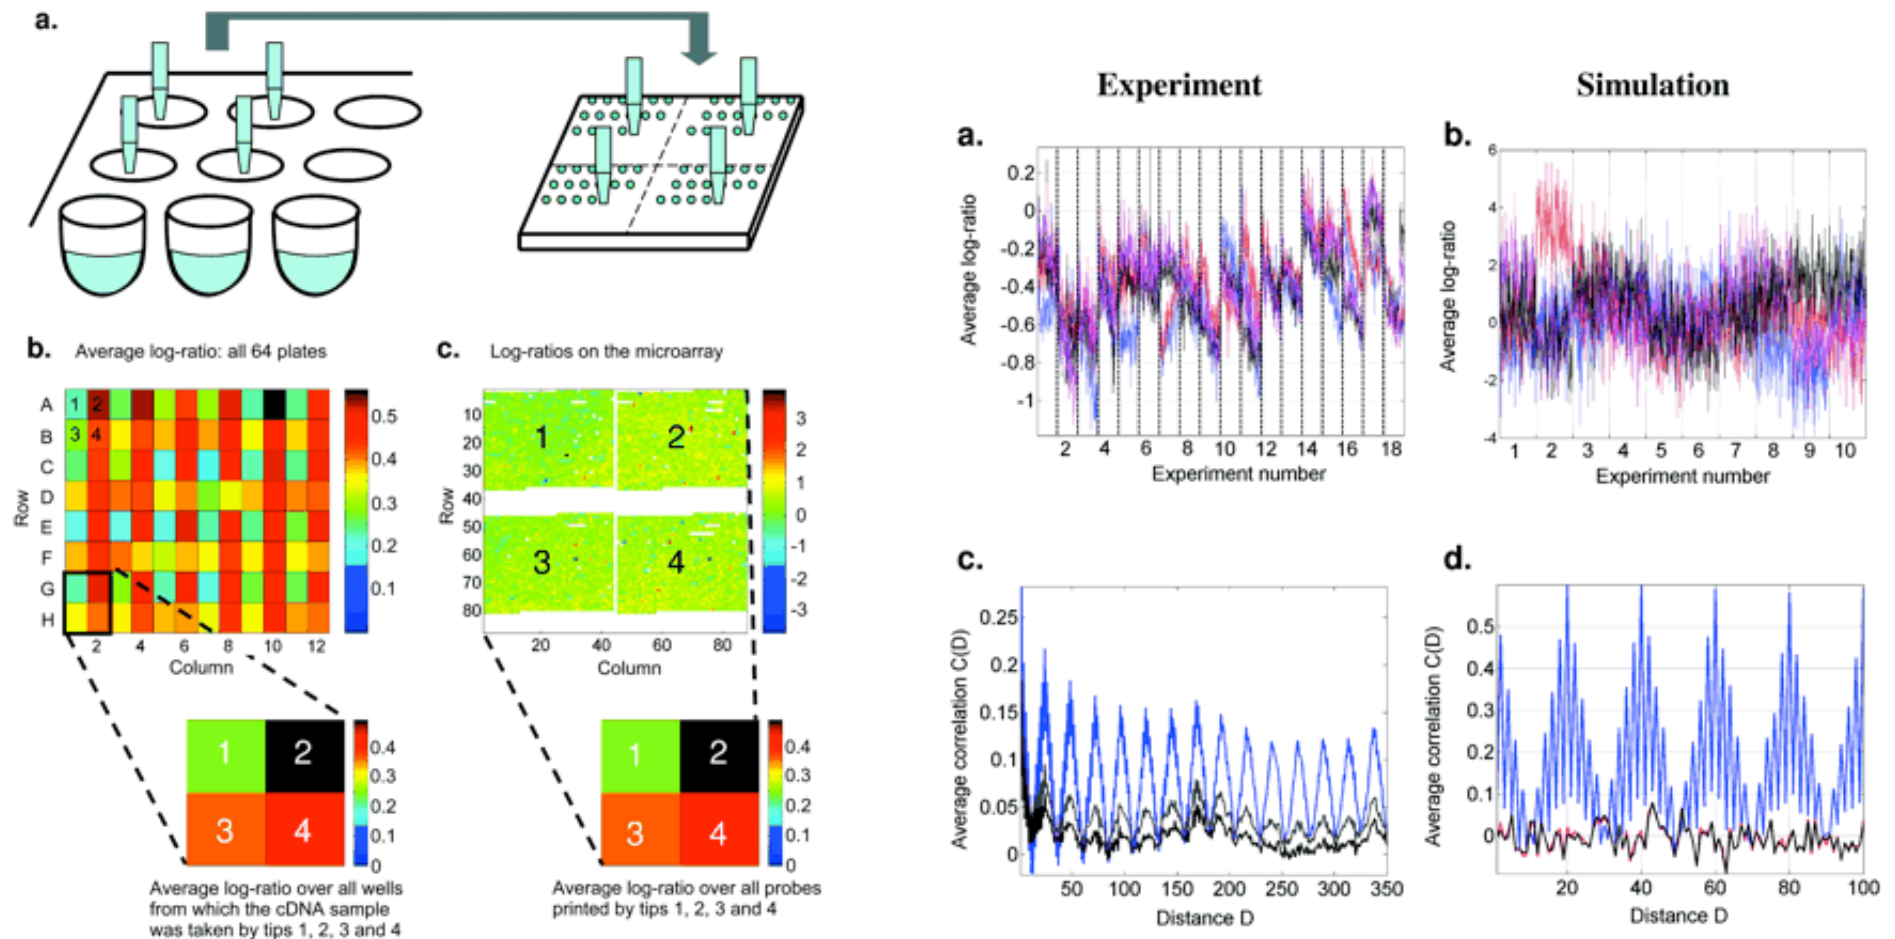 a.
b. Average log-ratio: all 64 plates
A
B
C
D
E
F
G
H
Row
1 2
3 4
2 4 6 8 10 12
Column
0.5
0.4
0.3
0.2
0.1
1 2
3 4
0.4
0.3
0.2
0.1
0
Average log-ratio over all wells
from which the cDNA sample
was taken by tips 1, 2, 3 and 4
c. Log-ratios on the microarray
10
20
30
40
50
60
70
80
Row
1 2
3 4
20 40 60 80
Column
3
2
1
0
-1
-2
-3
1 2
3 4
0.4
0.3
0.2
0.1
0
Average log-ratio over all probes
printed by tips 1, 2, 3 and 4
Experiment
Simulation
a.
0.2
0
-0.2
-0.4
-0.6
-0.8
-1
Average log-ratio
2 4 6 8 10 12 14 16 18
Experiment number
b.
6
4
2
0
-2
-4
Average log-ratio
1 2 3 4 5 6 7 8 9 10
Experiment number
c.
0.25
0.2
0.15
0.1
0.05
0
Average correlation C(D)
50 100 150 200 250 300 350
Distance D
d.
0.5
0.4
0.3
0.2
0.1
0
Average correlation C(D)
20 40 60 80 100
Distance D